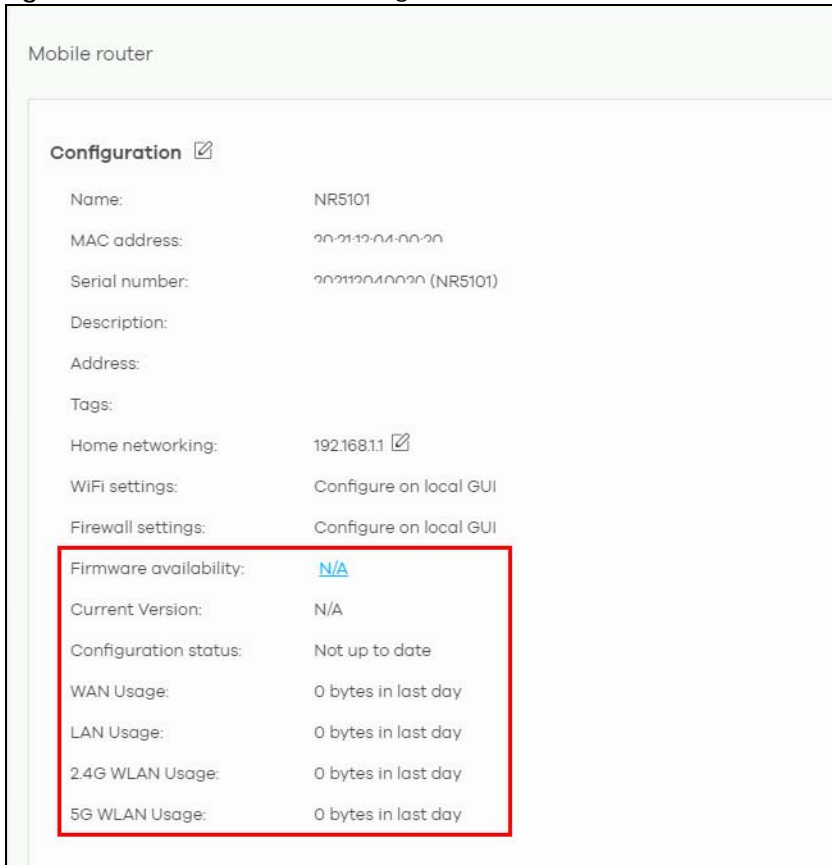 Mobile router
Configuration
Name: NR5101
MAC address: 20:21:12:04:00:20
Serial number: 202112040020 (NR5101)
Description:
Address:
Tags:
Home networking: 192.168.1.1
WiFi settings: Configure on local GUI
Firewall settings: Configure on local GUI
Firmware availability: N/A
Current Version: N/A
Configuration status: Not up to date
WAN Usage: 0 bytes in last day
LAN Usage: 0 bytes in last day
2.4G WLAN Usage: 0 bytes in last day
5G WLAN Usage: 0 bytes in last day